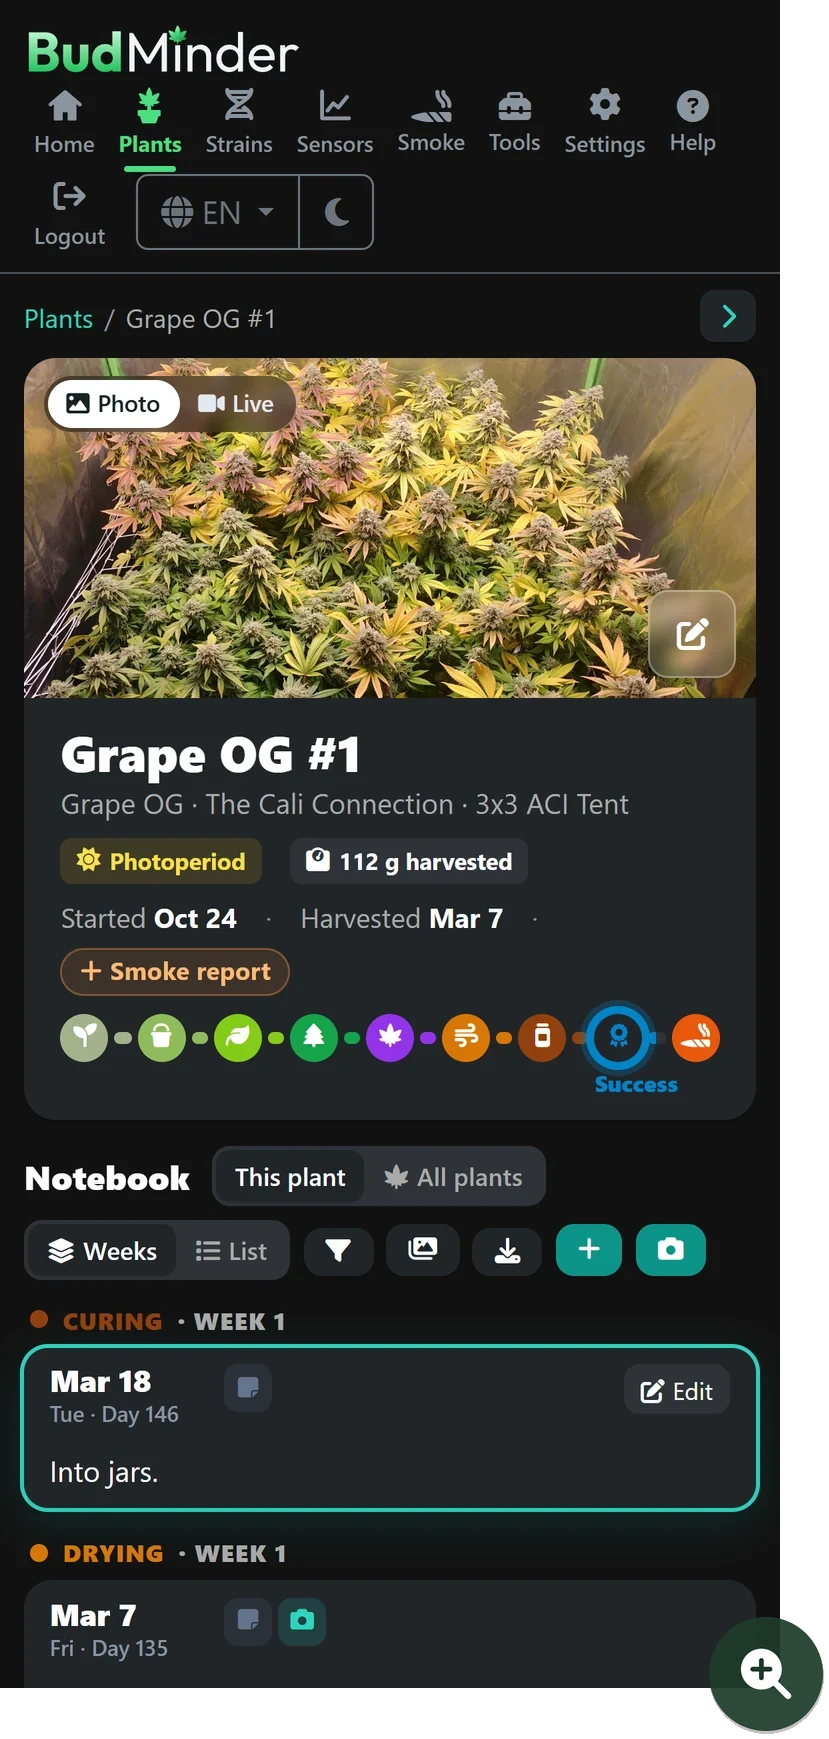 BudMinder
Home Plants Strains Sensors Smoke Tools Settings Help
Logout EN
Plants / Grape OG #1
Photo Live
Grape OG #1
Grape OG · The Cali Connection · 3x3 ACI Tent
Photoperiod 112 g harvested
Started Oct 24 · Harvested Mar 7 ·
+ Smoke report
Success
Notebook This plant All plants
Weeks List
CURING · WEEK 1
Mar 18 Edit
Tue · Day 146
Into jars.
DRYING · WEEK 1
Mar 7
Fri · Day 135